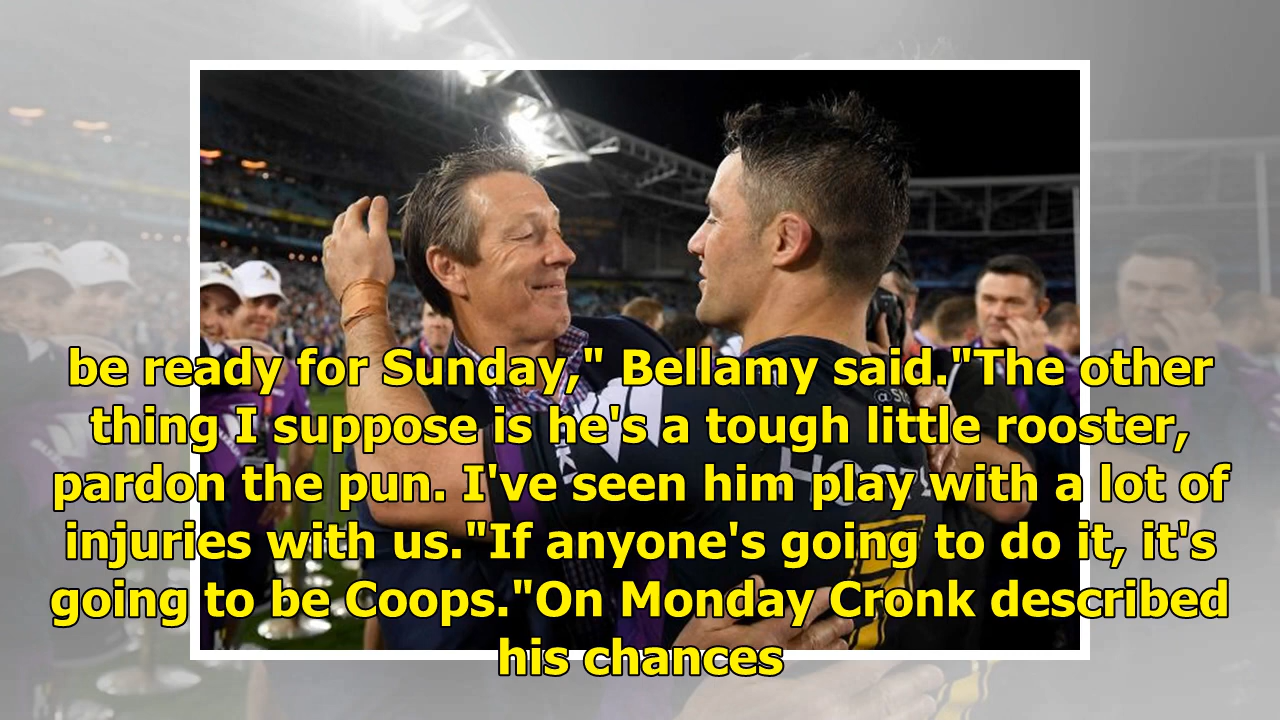 be ready for Sunday," Bellamy said."The other
thing I suppose is he's a tough little rooster,
pardon the pun. I've seen him play with a lot of
injuries with us."If anyone's going to do it, it's
going to be Coops."On Monday Cronk described
his chances